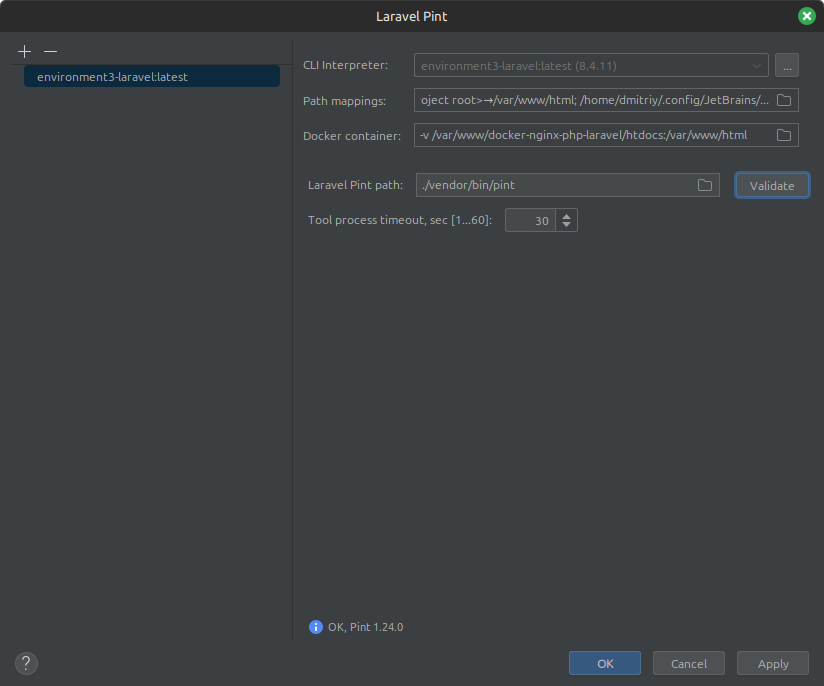 Laravel Pint
environment3-laravel:latest
CLI Interpreter:
environment3-laravel:latest (8.4.11)
...
Path mappings:
oject root>→/var/www/html; /home/dmitriy/.config/JetBrains/...
Docker container:
-v /var/www/docker-nginx-php-laravel/htdocs:/var/www/html
Laravel Pint path:
./vendor/bin/pint
Validate
Tool process timeout, sec [1...60]:
30
OK, Pint 1.24.0
?
OK
Cancel
Apply